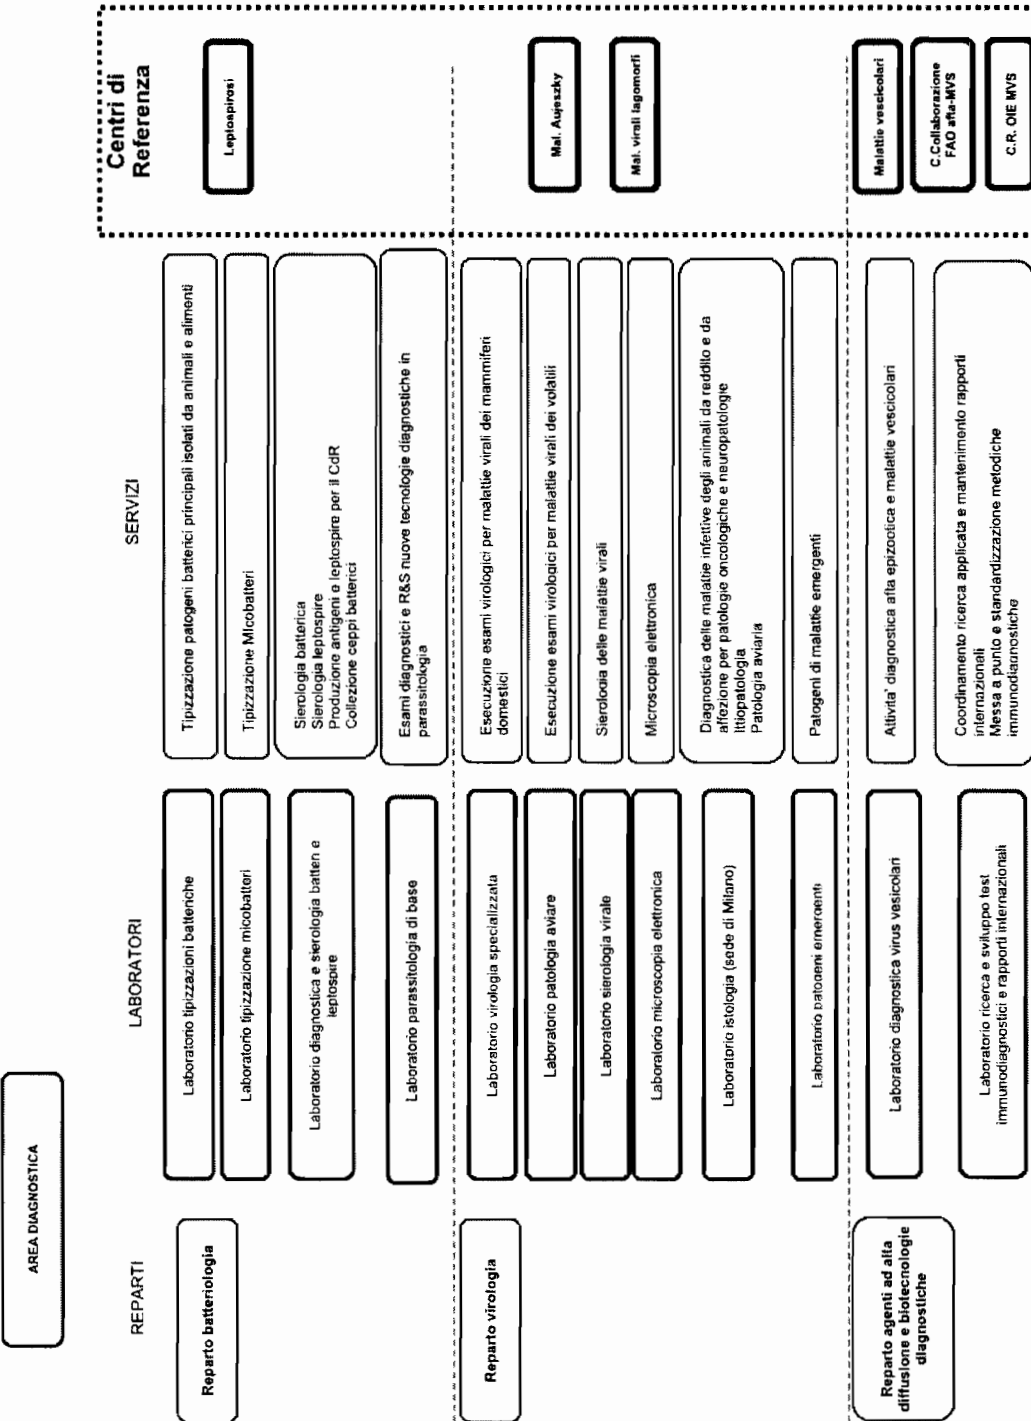 AREA DIAGNOSTICA
REPARTI
LABORATORI
SERVIZI
Centri di
Referenza
Reparto batteriologia
Laboratorio tipizzazioni batteriche
Tipizzazione patogeni batterici principali isolati da animali e alimenti
Leptospirosi
Laboratorio tipizzazione micobatteri
Tipizzazione Micobatteri
Laboratorio diagnostica e sierologia batteri e
leptospire
Sierologia batterica
Sierologia leptospire
Produzione antigeni e leptospire per il CdR
Collezione ceppi batterici
Laboratorio parassitologia di base
Esami diagnostici e R&S nuove tecnologie diagnostiche in
parassitologia
Reparto virologia
Laboratorio virologia specializzata
Esecuzione esami virologici per malattie virali dei mammiferi
domestici
Mal. Aujeszky
Laboratorio patologia aviare
Esecuzione esami virologici per malattie virali dei volatili
Laboratorio sierologia virale
Sierologia delle malattie virali
Mal. virali lagomorfi
Laboratorio microscopia elettronica
Microscopia elettronica
Laboratorio istologia (sede di Milano)
Diagnostica delle malattie infettive degli animali da reddito e da
affezione per patologie oncologiche e neuropatologie
Ittiopatologia
Patologia aviaria
Laboratorio patogeni emergenti
Patogeni di malattie emergenti
Reparto agenti ad alta
diffusione e biotecnologie
diagnostiche
Laboratorio diagnostica virus vesicolari
Attivita` diagnostica afta epizootica e malattie vescicolari
Malattie vescicolari
C.Collaborazione
FAO afta-MVS
C.R. OIE MVS
Laboratorio ricerca e sviluppo test
immunodiagnostici e rapporti internazionali
Coordinamento ricerca applicata e mantenimento rapporti
internazionali
Messa a punto e standardizzazione metodiche
immunodiagnostiche